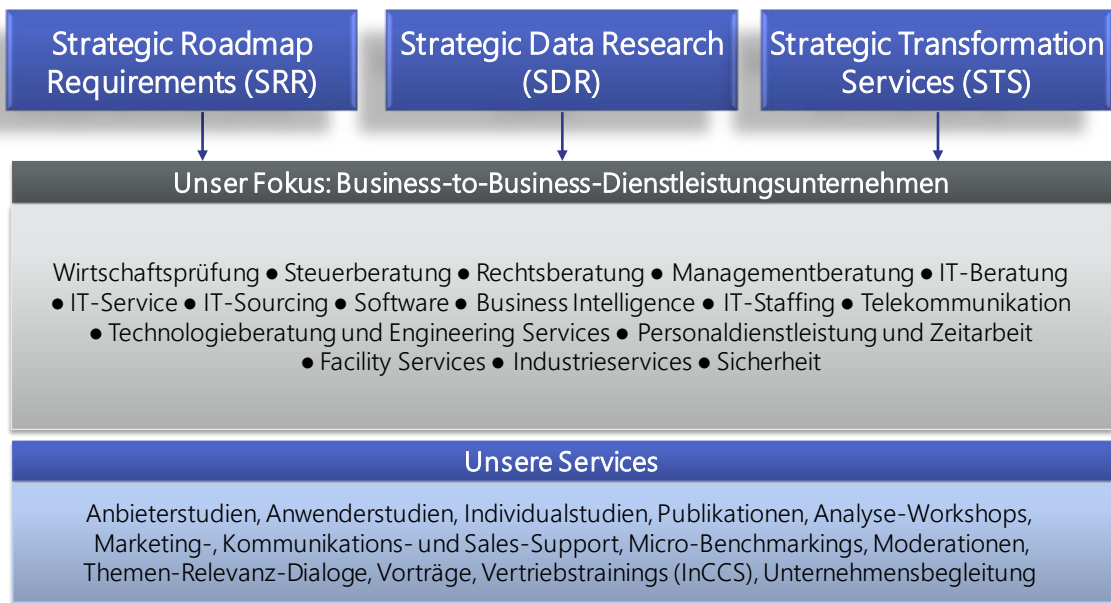 Strategic Roadmap
Requirements (SRR)
Strategic Data Research
(SDR)
Strategic Transformation
Services (STS)
Unser Fokus: Business-to-Business-Dienstleistungsunternehmen
Wirtschaftsprüfung ● Steuerberatung ● Rechtsberatung ● Managementberatung ● IT-Beratung
● IT-Service ● IT-Sourcing ● Software ● Business Intelligence ● IT-Staffing ● Telekommunikation
● Technologieberatung und Engineering Services ● Personaldienstleistung und Zeitarbeit
● Facility Services ● Industrieservices ● Sicherheit
Unsere Services
Anbieterstudien, Anwenderstudien, Individualstudien, Publikationen, Analyse-Workshops,
Marketing-, Kommunikations- und Sales-Support, Micro-Benchmarkings, Moderationen,
Themen-Relevanz-Dialoge, Vorträge, Vertriebstrainings (InCCS), Unternehmensbegleitung